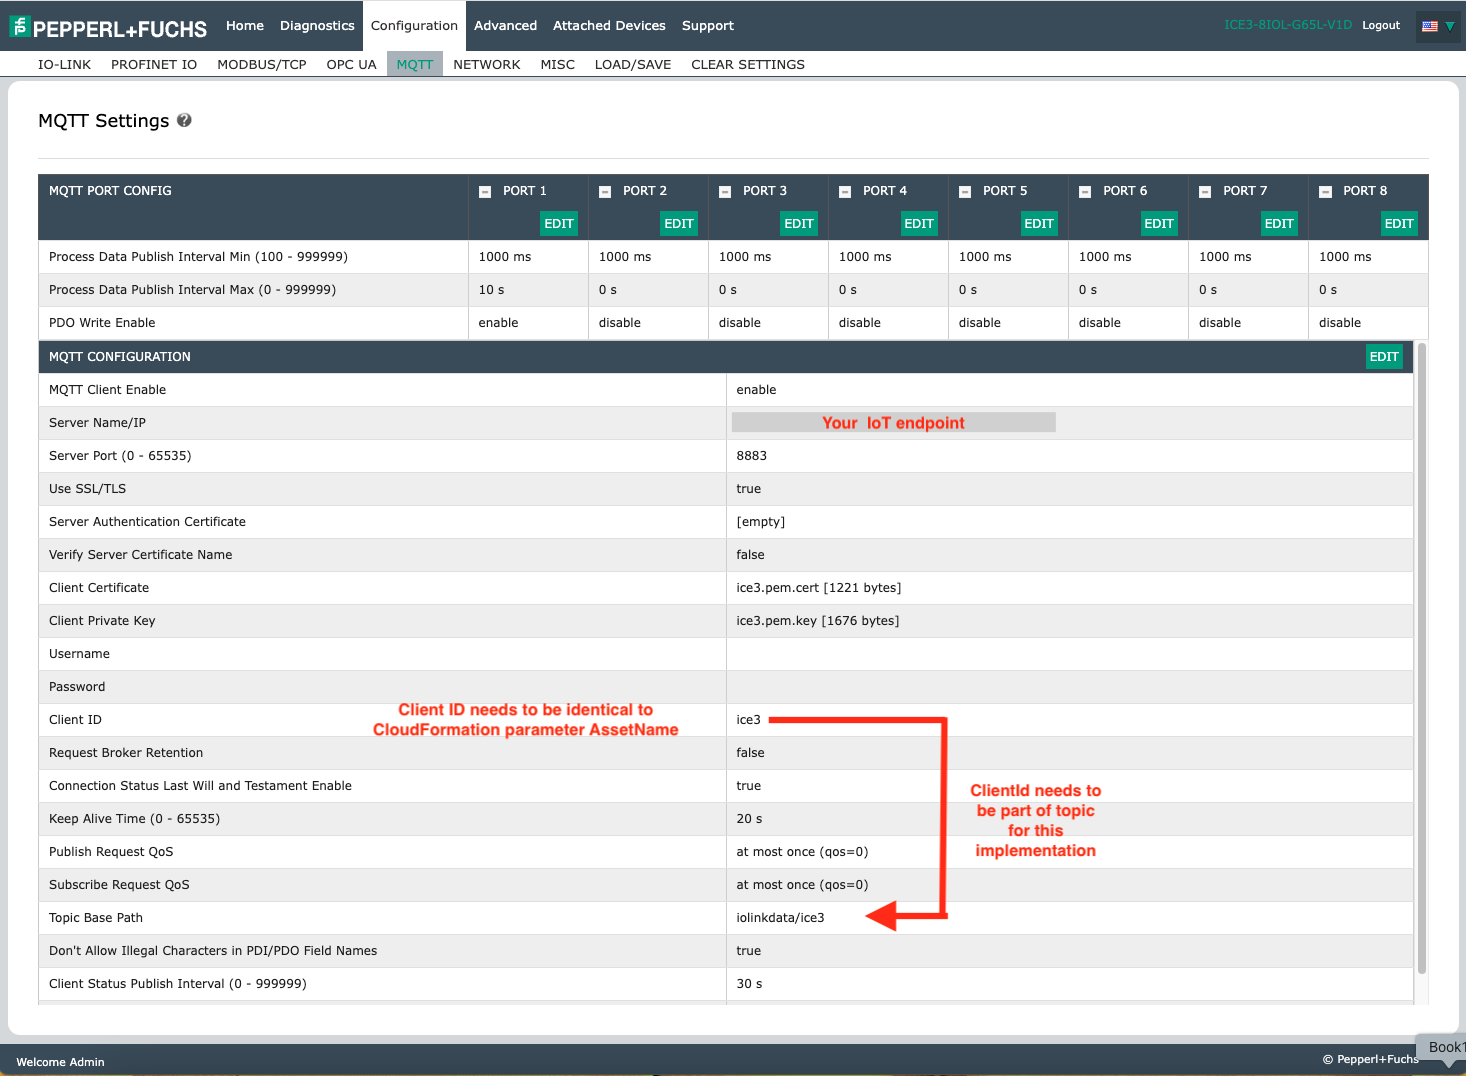 PEPPERL+FUCHS Home Diagnostics Configuration Advanced Attached Devices Support ICE3-8IOL-G65L-V1D Logout
IO-LINK PROFINET IO MODBUS/TCP OPC UA MQTT NETWORK MISC LOAD/SAVE CLEAR SETTINGS
MQTT Settings ?
MQTT PORT CONFIG PORT 1 PORT 2 PORT 3 PORT 4 PORT 5 PORT 6 PORT 7 PORT 8
EDIT EDIT EDIT EDIT EDIT EDIT EDIT EDIT
Process Data Publish Interval Min (100 - 999999) 1000 ms 1000 ms 1000 ms 1000 ms 1000 ms 1000 ms 1000 ms 1000 ms
Process Data Publish Interval Max (0 - 999999) 10 s 0 s 0 s 0 s 0 s 0 s 0 s 0 s
PDO Write Enable enable disable disable disable disable disable disable disable
MQTT CONFIGURATION EDIT
MQTT Client Enable enable
Server Name/IP Your IoT endpoint
Server Port (0 - 65535) 8883
Use SSL/TLS true
Server Authentication Certificate [empty]
Verify Server Certificate Name false
Client Certificate ice3.pem.cert [1221 bytes]
Client Private Key ice3.pem.key [1676 bytes]
Username
Password
Client ID needs to be identical to
CloudFormation parameter AssetName
Client ID ice3
Request Broker Retention false
Connection Status Last Will and Testament Enable true
ClientId needs to
be part of topic
for this
implementation
Keep Alive Time (0 - 65535) 20 s
Publish Request QoS at most once (qos=0)
Subscribe Request QoS at most once (qos=0)
Topic Base Path iolinkdata/ice3
Don't Allow Illegal Characters in PDI/PDO Field Names true
Client Status Publish Interval (0 - 999999) 30 s
Welcome Admin © Pepperl+Fuchs
Book1